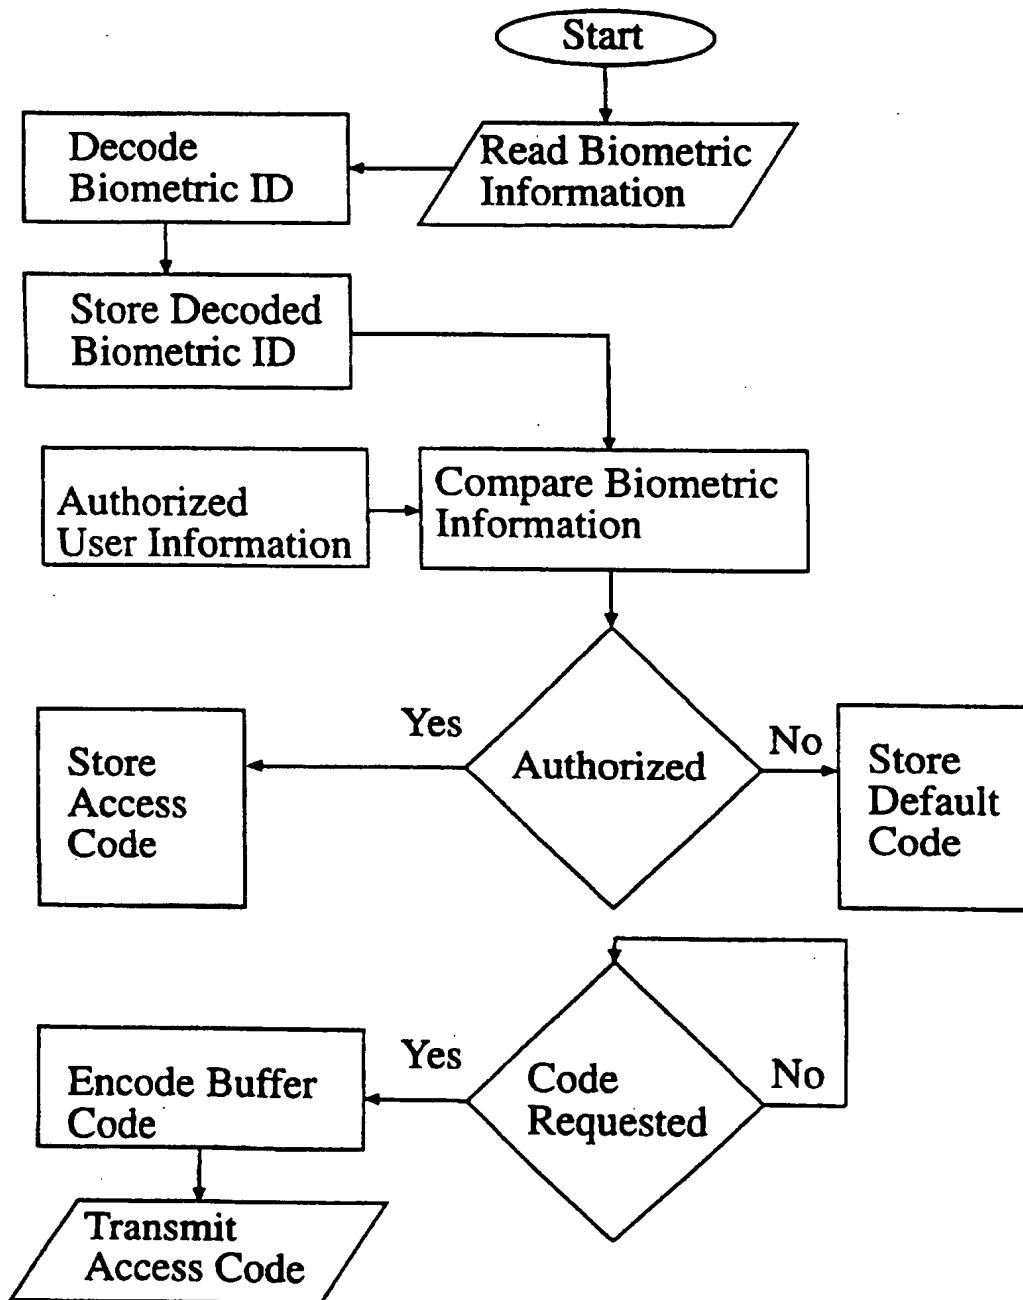 Start
Read Biometric
Information
Decode
Biometric ID
Store Decoded
Biometric ID
Authorized
User Information
Compare Biometric
Information
Yes
Authorized
No
Store
Access
Code
Store
Default
Code
Yes
Code
Requested
No
Encode Buffer
Code
Transmit
Access Code